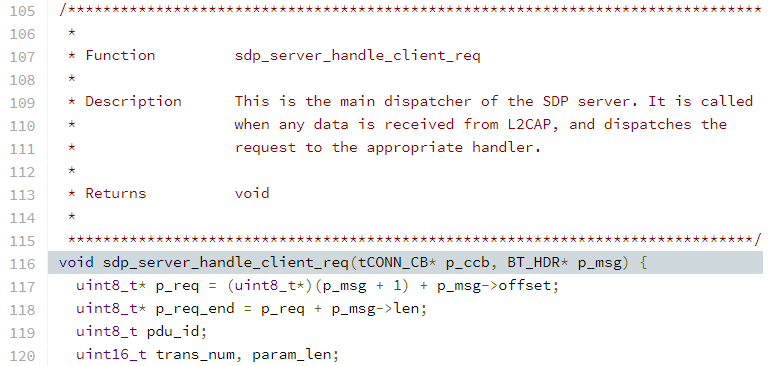 105 /********************************************************************************
106  *
107  * Function         sdp_server_handle_client_req
108  *
109  * Description      This is the main dispatcher of the SDP server. It is called
110  *                  when any data is received from L2CAP, and dispatches the
111  *                  request to the appropriate handler.
112  *
113  * Returns          void
114  *
115  *******************************************************************************/
116 void sdp_server_handle_client_req(tCONN_CB* p_ccb, BT_HDR* p_msg) {
117   uint8_t* p_req = (uint8_t*)(p_msg + 1) + p_msg->offset;
118   uint8_t* p_req_end = p_req + p_msg->len;
119   uint8_t pdu_id;
120   uint16_t trans_num, param_len;